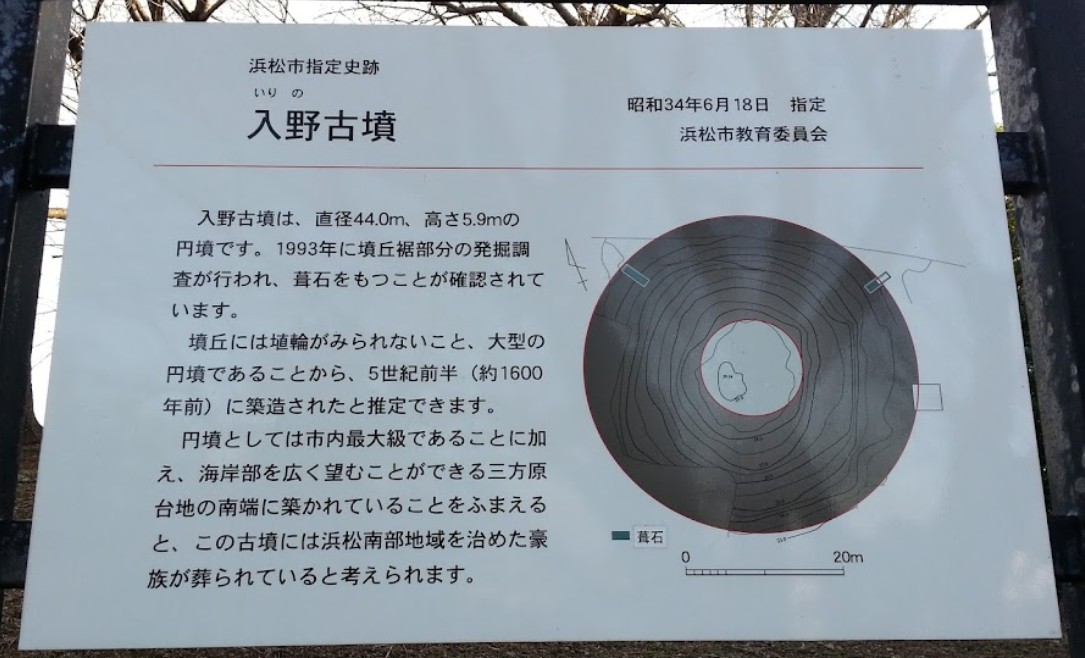 浜松市指定史跡
いり の
入野古墳
昭和34年6月18日 指定
浜松市教育委員会
入野古墳は、直径44.0m、高さ5.9mの
円墳です。1993年に墳丘裾部分の発掘調
査が行われ、葺石をもつことが確認されて
います。
墳丘には埴輪がみられないこと、大型の
円墳であることから、5世紀前半（約1600
年前）に築造されたと推定できます。
円墳としては市内最大級であることに加
え、海岸部を広く望むことができる三方原
台地の南端に築かれていることをふまえる
と、この古墳には浜松南部地域を治めた豪
族が葬られていると考えられます。
葺石
0 20m